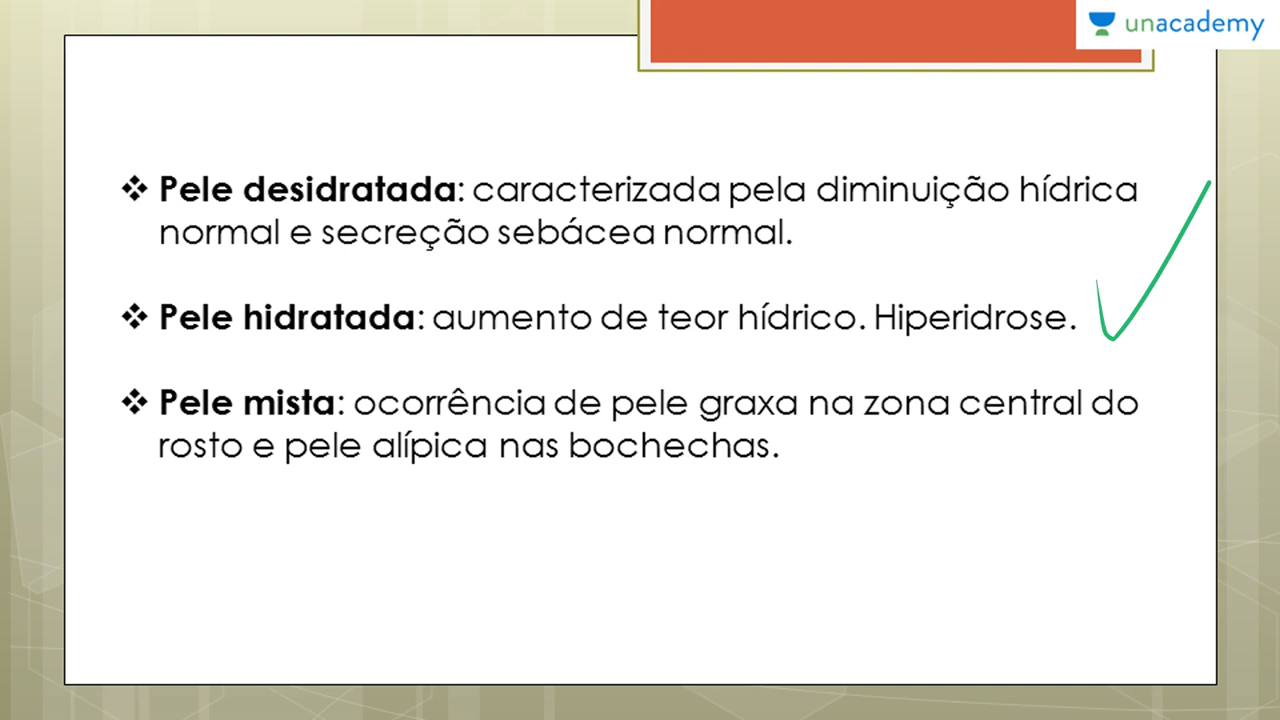 unacademy
❖ Pele desidratada: caracterizada pela diminuição hídrica
normal e secreção sebácea normal.
❖ Pele hidratada: aumento de teor hídrico. Hiperidrose.
❖ Pele mista: ocorrência de pele graxa na zona central do
rosto e pele alípica nas bochechas.